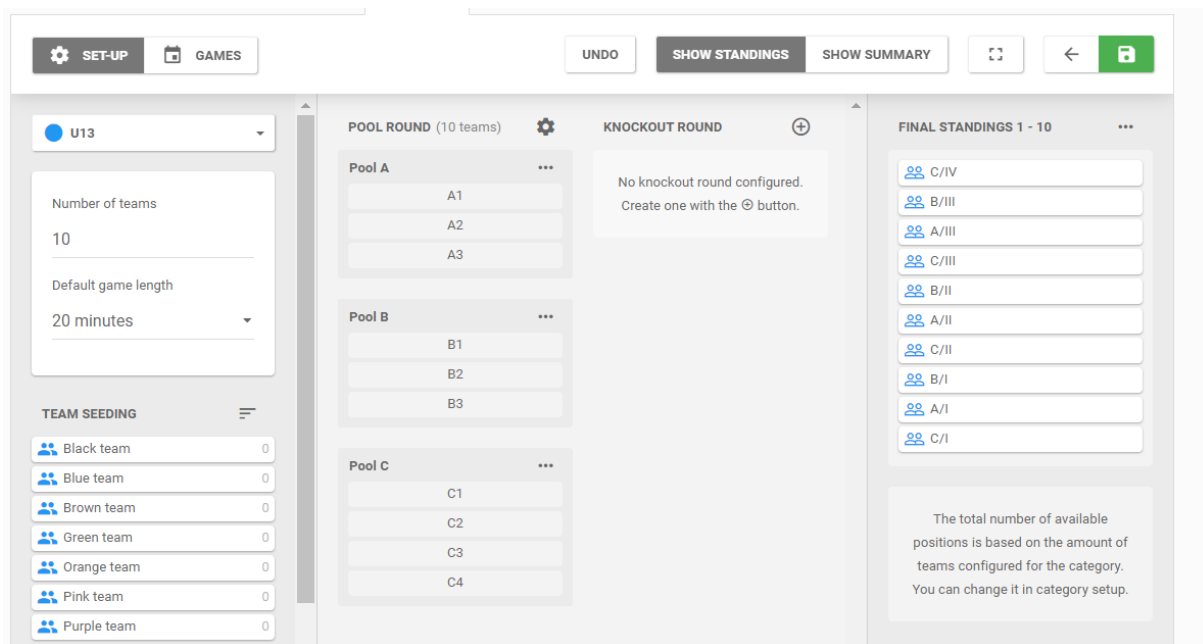 SET-UP
GAMES
UNDO
SHOW STANDINGS
SHOW SUMMARY
U13
Number of teams
10
Default game length
20 minutes
TEAM SEEDING
Black team 0
Blue team 0
Brown team 0
Green team 0
Orange team 0
Pink team 0
Purple team 0
POOL ROUND (10 teams)
Pool A
A1
A2
A3
Pool B
B1
B2
B3
Pool C
C1
C2
C3
C4
KNOCKOUT ROUND
No knockout round configured.
Create one with the ⊕ button.
FINAL STANDINGS 1 - 10
C/IV
B/III
A/III
C/III
B/II
A/II
C/II
B/I
A/I
C/I
The total number of available
positions is based on the amount of
teams configured for the category.
You can change it in category setup.